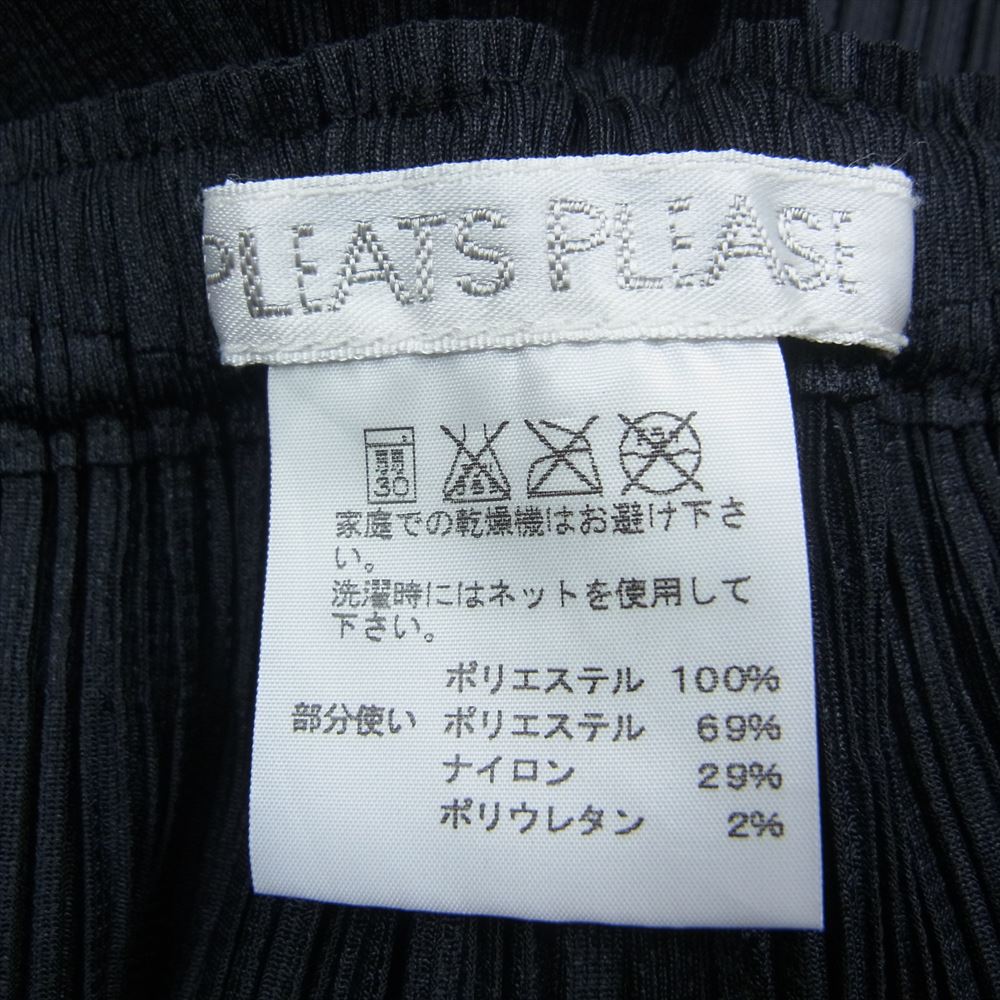 PLEATS PLEASE
30
家庭での乾燥機はお避け下さ
い。
洗濯時にはネットを使用して
下さい。
ポリエステル 100%
部分使い ポリエステル 69%
ナイロン 29%
ポリウレタン 2%